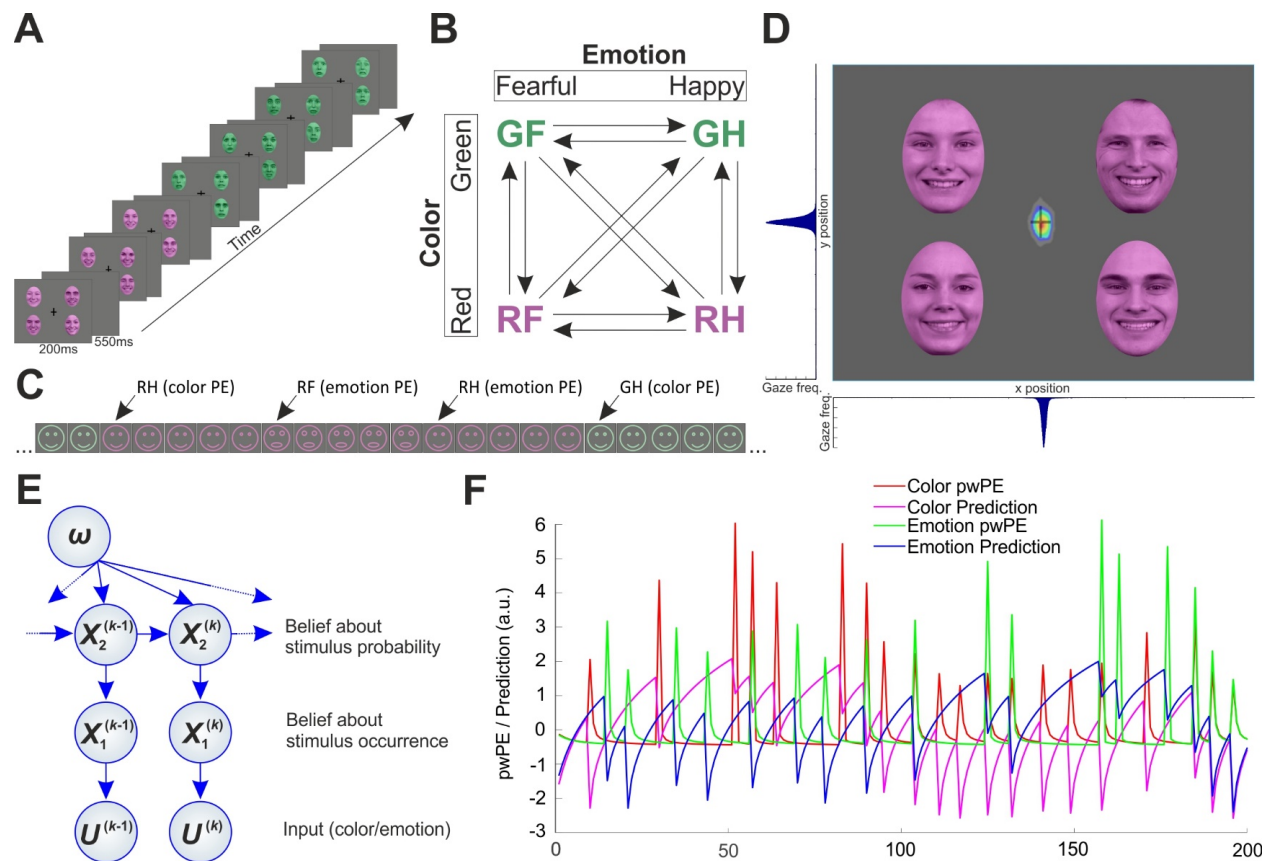 A
200ms
550ms
Time
B
Emotion
Fearful
Happy
Color
Green
Red
GF
GH
RF
RH
C
RH (color PE)
RF (emotion PE)
RH (emotion PE)
GH (color PE)
...
...
D
y position
Gaze freq.
x position
Gaze freq.
E
ω
X2(k-1)
X2(k)
Belief about
stimulus probability
X1(k-1)
X1(k)
Belief about
stimulus occurrence
U(k-1)
U(k)
Input (color/emotion)
F
Color pwPE
Color Prediction
Emotion pwPE
Emotion Prediction
pwPE / Prediction (a.u.)
6
5
4
3
2
1
0
-1
-2
-3
0
50
100
150
200